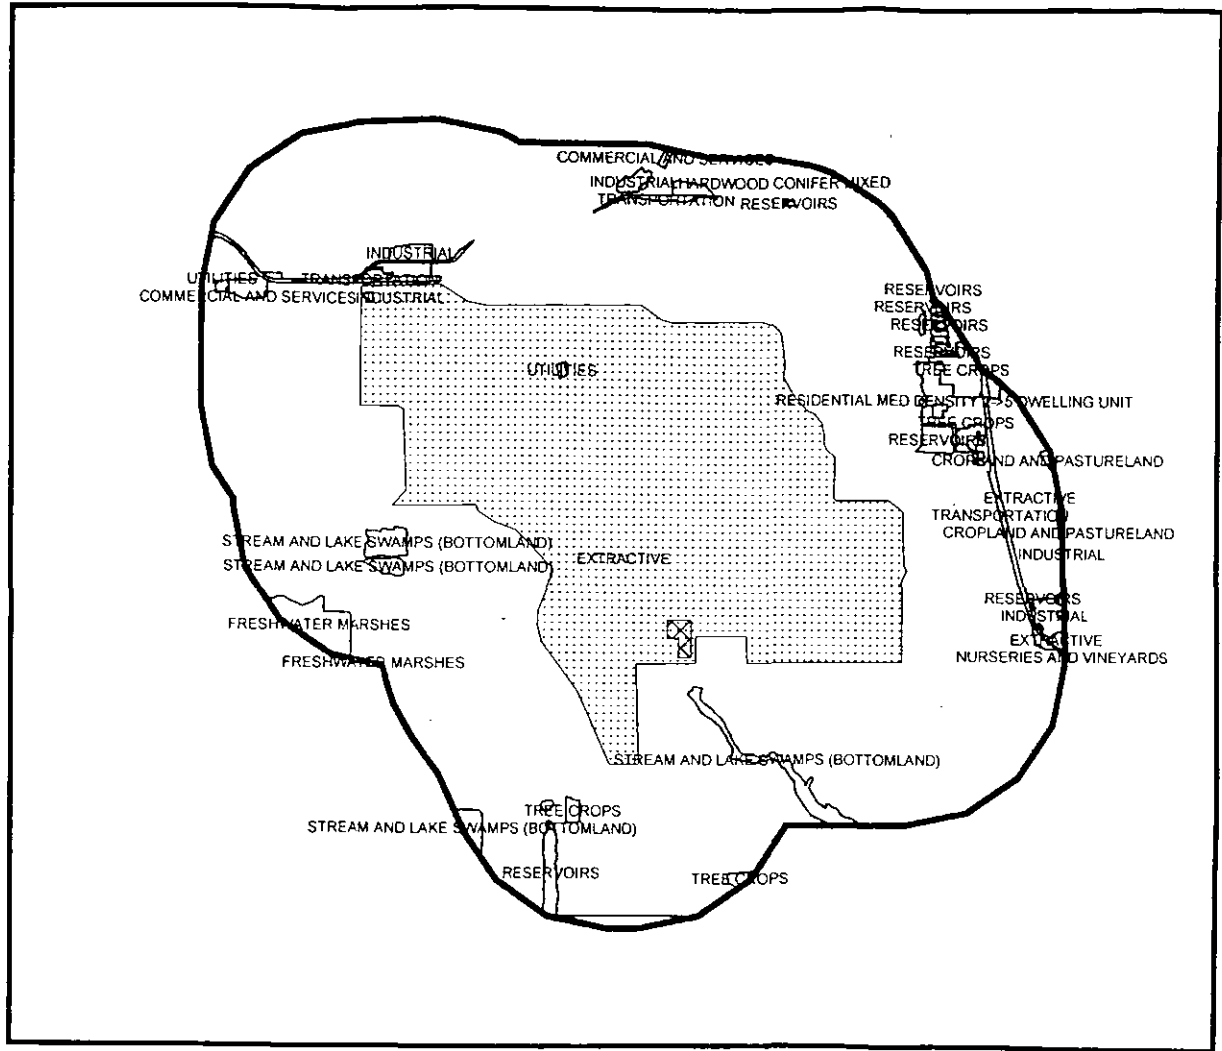 COMMERCIAL AND SERVICES
INDUSTRIAL HARDWOOD CONIFER MIXED
TRANSPORTATION RESERVOIRS
INDUSTRIAL
UTILITIES TRANSPORTATION
COMMERCIAL AND SERVICES INDUSTRIAL
RESERVOIRS
RESERVOIRS
RESERVOIRS
RESERVOIRS
UTILITIES
TREE CROPS
RESIDENTIAL MED DENSITY 2->5 DWELLING UNIT
TREE CROPS
RESERVOIRS
CROPLAND AND PASTURELAND
EXTRACTIVE
TRANSPORTATION
CROPLAND AND PASTURELAND
INDUSTRIAL
STREAM AND LAKE SWAMPS (BOTTOMLAND)
EXTRACTIVE
STREAM AND LAKE SWAMPS (BOTTOMLAND)
RESERVOIRS
INDUSTRIAL
FRESHWATER MARSHES
EXTRACTIVE
NURSERIES AND VINEYARDS
FRESHWATER MARSHES
STREAM AND LAKE SWAMPS (BOTTOMLAND)
TREE CROPS
STREAM AND LAKE SWAMPS (BOTTOMLAND)
RESERVOIRS
TREE CROPS